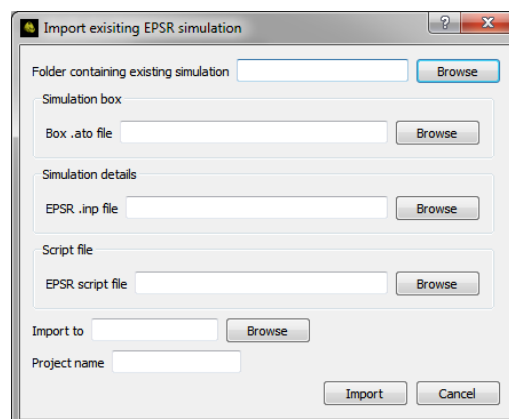 Import exisiting EPSR simulation
Folder containing existing simulation Browse
Simulation box
Box .ato file Browse
Simulation details
EPSR .inp file Browse
Script file
EPSR script file Browse
Import to Browse
Project name
Import Cancel